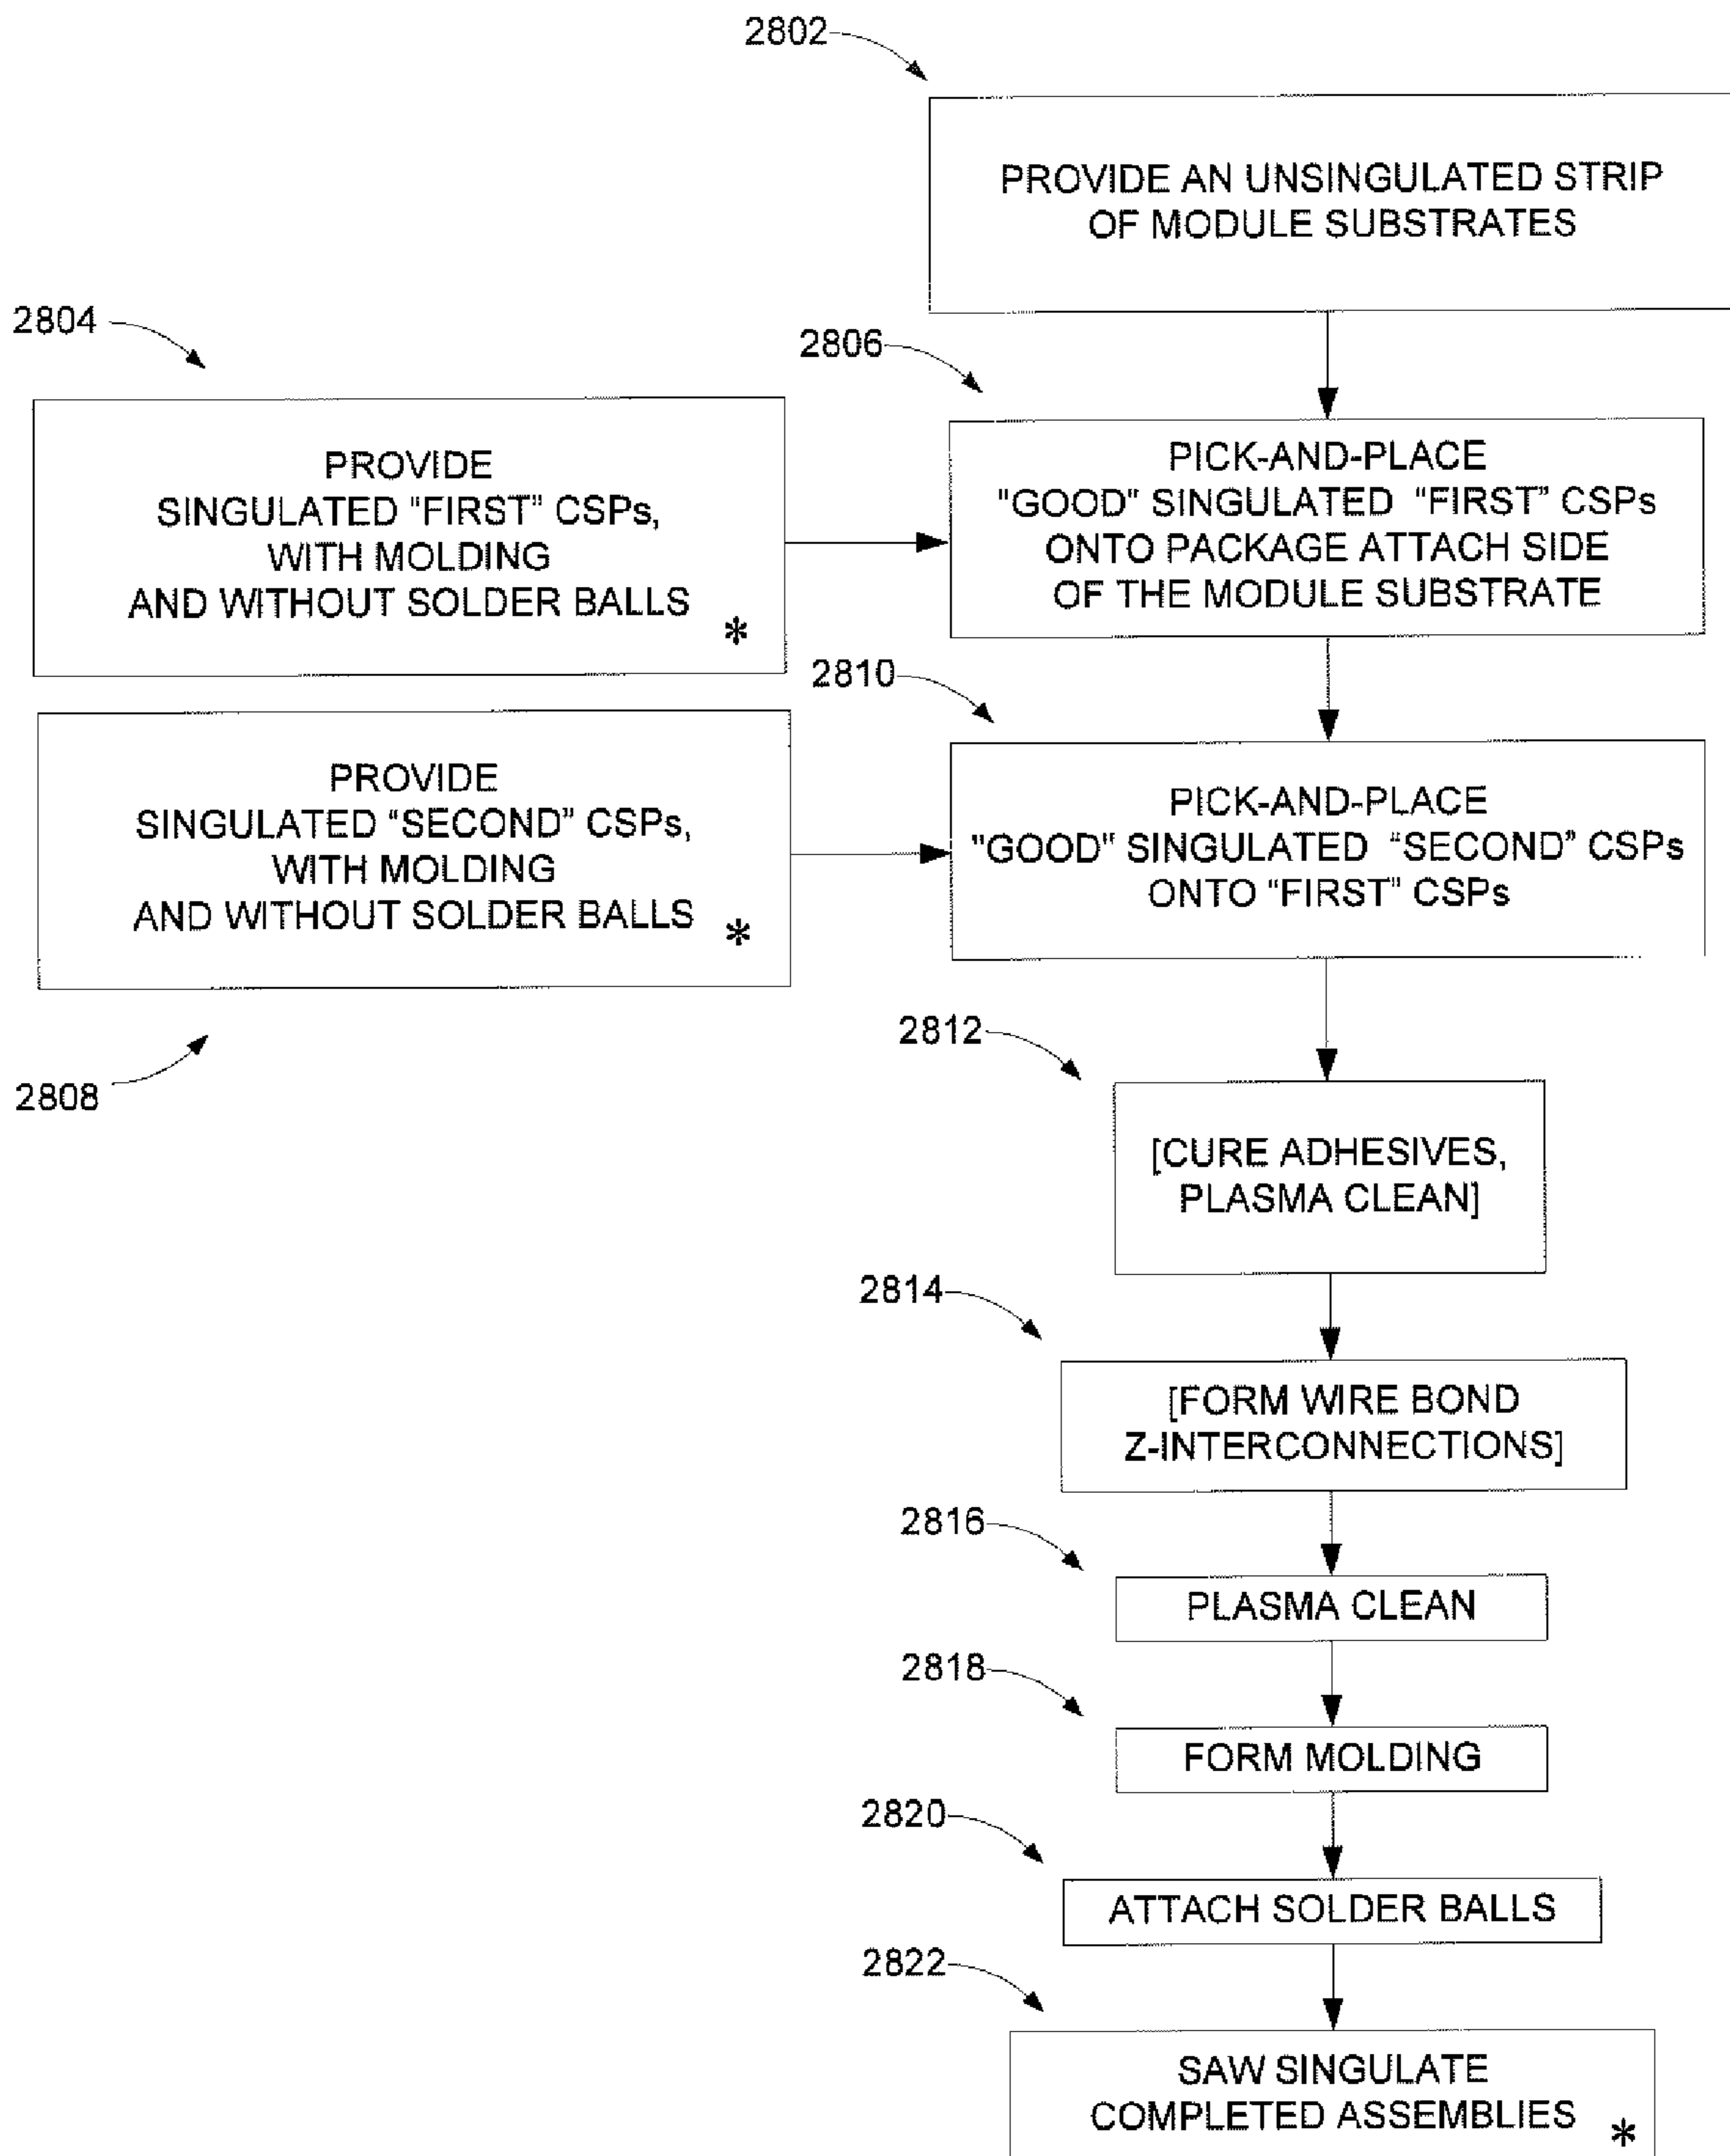 2802
PROVIDE AN UNSINGULATED STRIP
OF MODULE SUBSTRATES
2804
PROVIDE
SINGULATED “FIRST” CSPs,
WITH MOLDING
AND WITHOUT SOLDER BALLS
*
2806
PICK-AND-PLACE
"GOOD" SINGULATED “FIRST” CSPs
ONTO PACKAGE ATTACH SIDE
OF THE MODULE SUBSTRATE
2808
PROVIDE
SINGULATED “SECOND” CSPs,
WITH MOLDING
AND WITHOUT SOLDER BALLS
*
2810
PICK-AND-PLACE
"GOOD" SINGULATED “SECOND” CSPs
ONTO “FIRST” CSPs
2812
[CURE ADHESIVES,
PLASMA CLEAN]
2814
[FORM WIRE BOND
Z-INTERCONNECTIONS]
2816
PLASMA CLEAN
2818
FORM MOLDING
2820
ATTACH SOLDER BALLS
2822
SAW SINGULATE
COMPLETED ASSEMBLIES
*